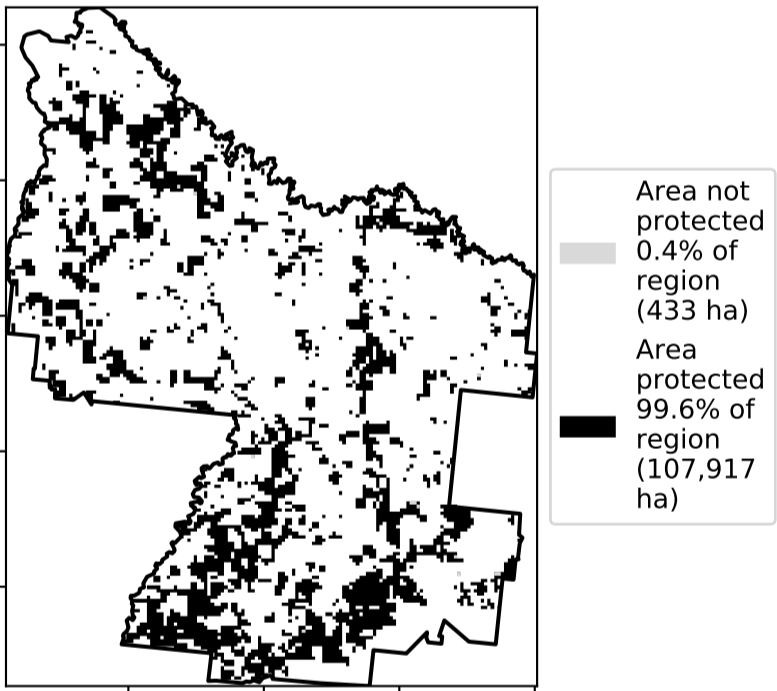 Area not
protected
0.4% of
region
(433 ha)
Area
protected
99.6% of
region
(107,917
ha)